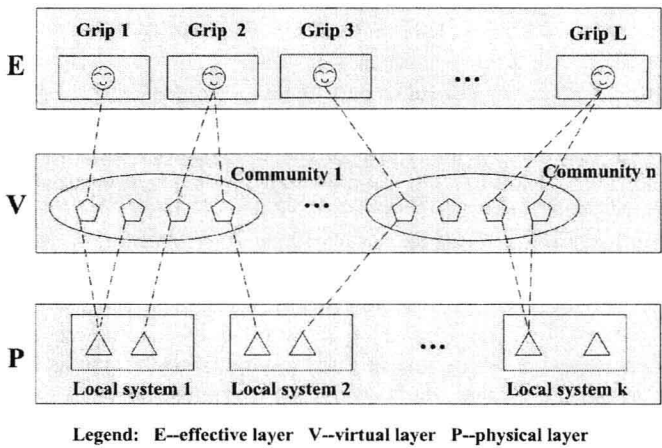 Grip 1 Grip 2 Grip 3 Grip L
E
...
Community 1 Community n
V
...
P
...
Local system 1 Local system 2 Local system k
Legend: E--effective layer V--virtual layer P--physical layer